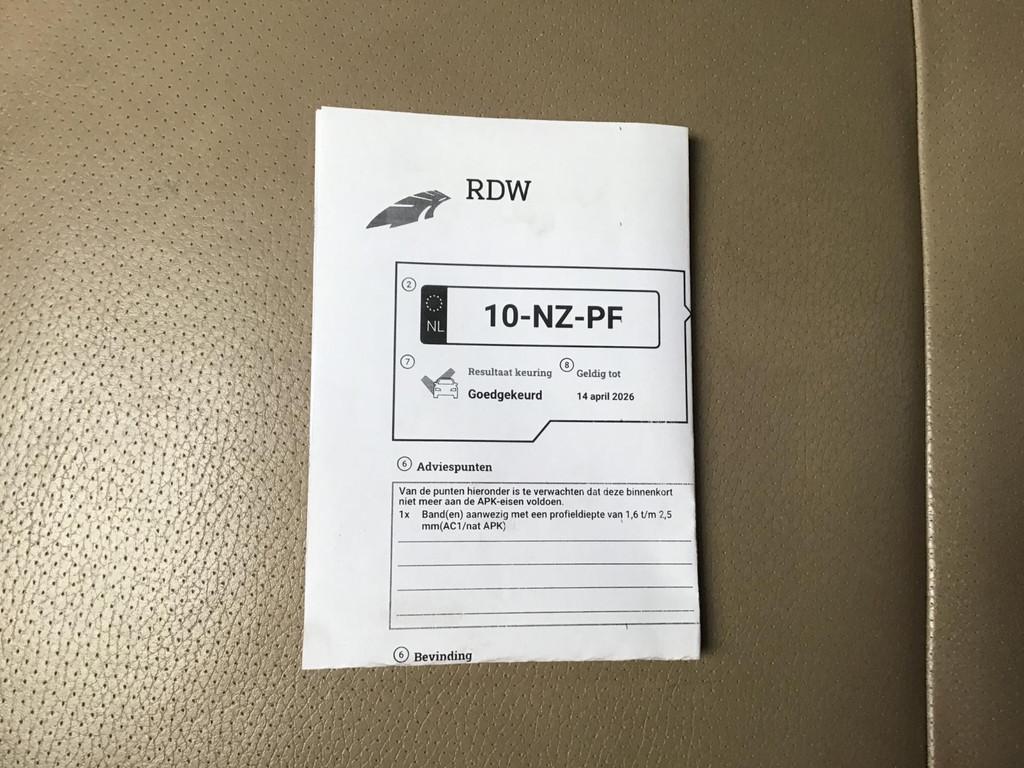 RDW
2
NL
10-NZ-PF
7
Resultaat keuring
8
Geldig tot
Goedgekeurd
14 april 2026
6 Adviespunten
Van de punten hieronder is te verwachten dat deze binnenkort
niet meer aan de APK-eisen voldoen.
1x Band(en) aanwezig met een profieldiepte van 1,6 t/m 2,5
mm(AC1/nat APK)
6 Bevinding